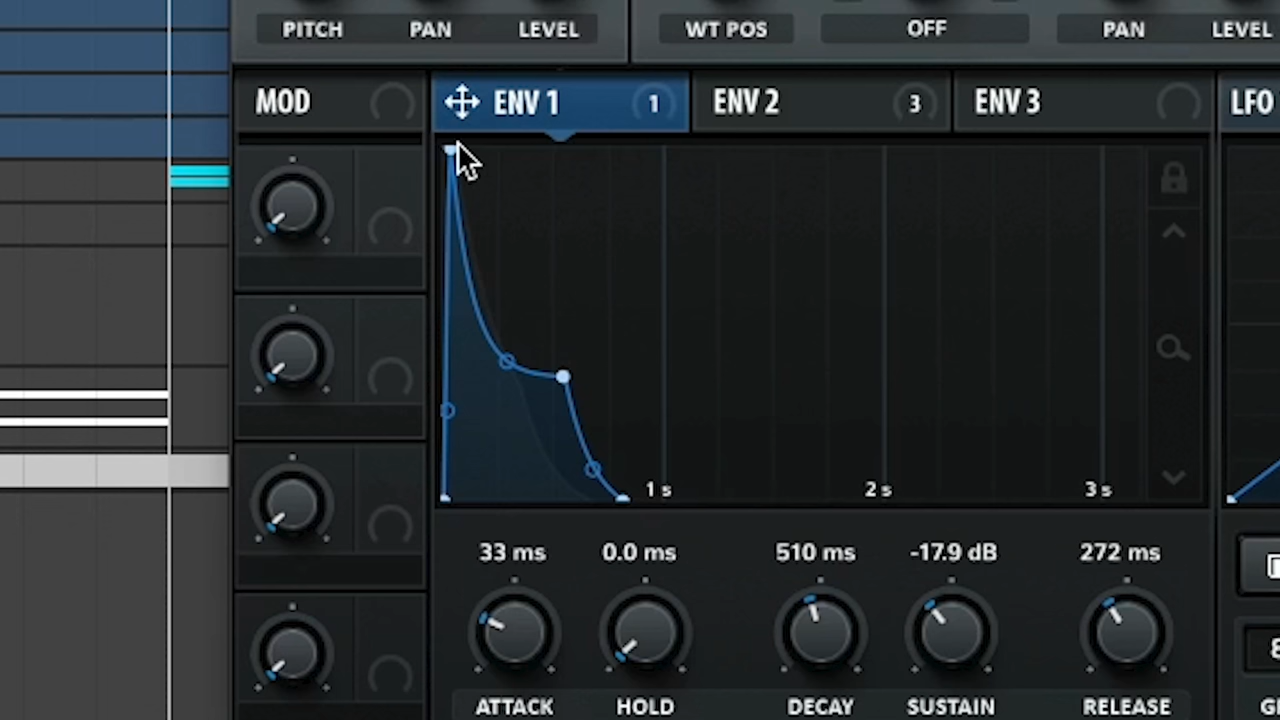 PITCH PAN LEVEL WT POS OFF PAN LEVEL
MOD ENV 1 1 ENV 2 3 ENV 3 LFO
1 s 2 s 3 s
33 ms 0.0 ms 510 ms -17.9 dB 272 ms
ATTACK HOLD DECAY SUSTAIN RELEASE